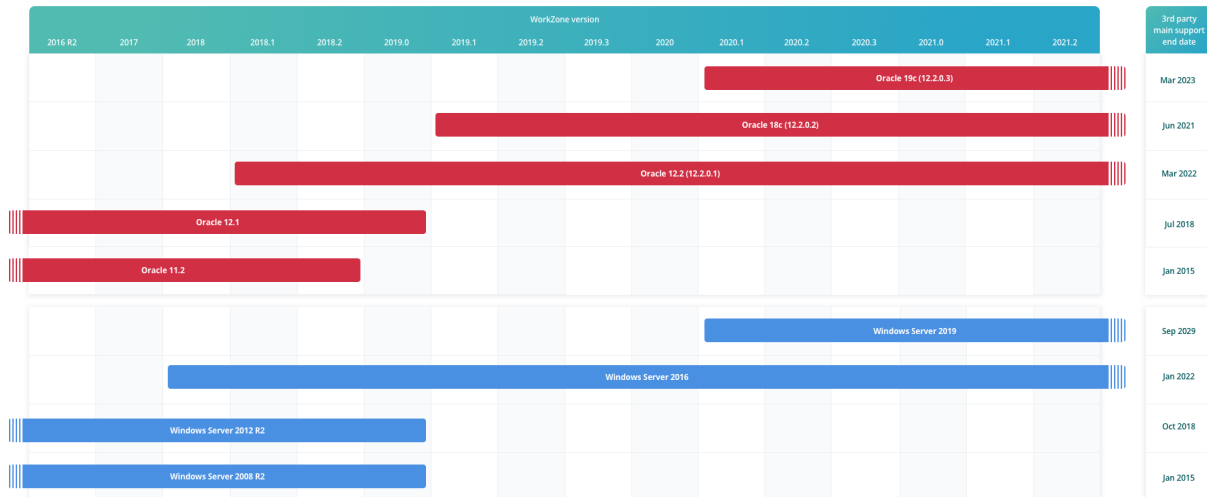 WorkZone version
2016 R2 2017 2018 2018.1 2018.2 2019.0 2019.1 2019.2 2019.3 2020 2020.1 2020.2 2020.3 2021.0 2021.1 2021.2
3rd party
main support
end date
Oracle 19c (12.2.0.3) Mar 2023
Oracle 18c (12.2.0.2) Jun 2021
Oracle 12.2 (12.2.0.1) Mar 2022
Oracle 12.1 Jul 2018
Oracle 11.2 Jan 2015
Windows Server 2019 Sep 2029
Windows Server 2016 Jan 2022
Windows Server 2012 R2 Oct 2018
Windows Server 2008 R2 Jan 2015